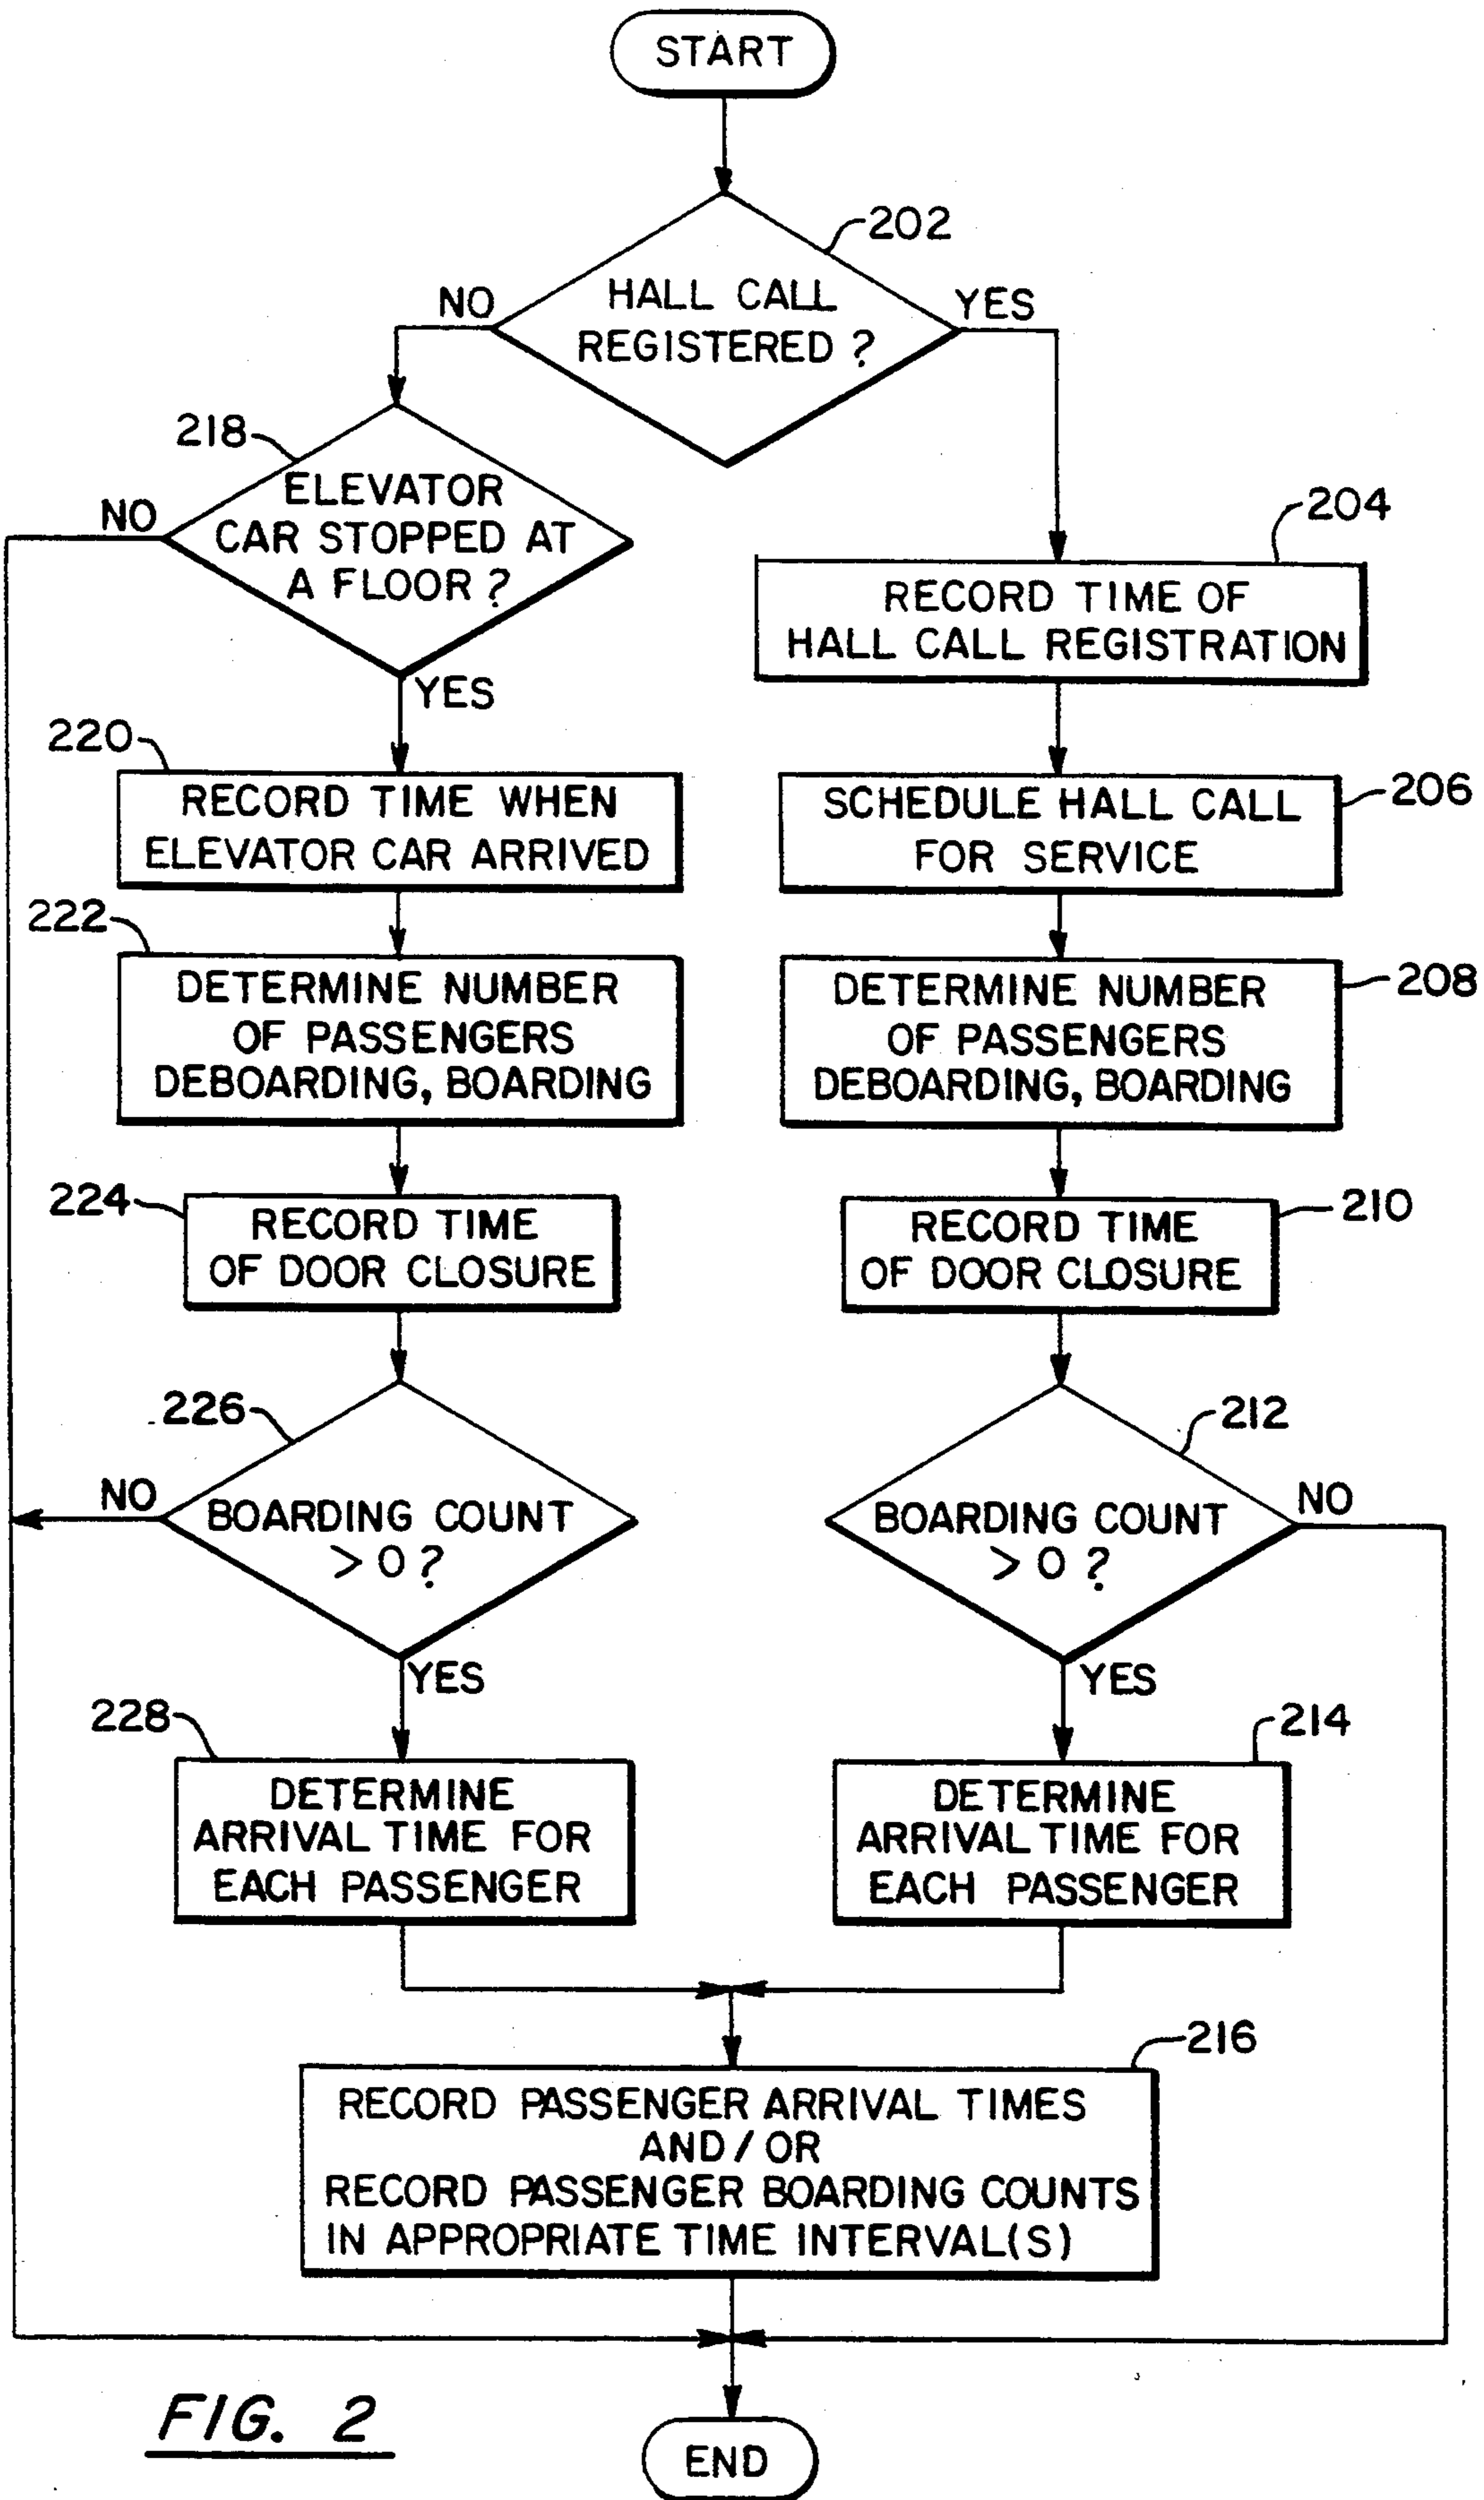 START
202
HALL CALL
REGISTERED ?
NO
YES
218
ELEVATOR
CAR STOPPED AT
A FLOOR ?
NO
YES
204
RECORD TIME OF
HALL CALL REGISTRATION
220
RECORD TIME WHEN
ELEVATOR CAR ARRIVED
SCHEDULE HALL CALL
FOR SERVICE
206
222
DETERMINE NUMBER
OF PASSENGERS
DEBOARDING, BOARDING
DETERMINE NUMBER
OF PASSENGERS
DEBOARDING, BOARDING
208
224
RECORD TIME
OF DOOR CLOSURE
RECORD TIME
OF DOOR CLOSURE
210
226
BOARDING COUNT
> 0 ?
NO
YES
212
BOARDING COUNT
> 0 ?
NO
YES
228
DETERMINE
ARRIVAL TIME FOR
EACH PASSENGER
214
DETERMINE
ARRIVAL TIME FOR
EACH PASSENGER
216
RECORD PASSENGER ARRIVAL TIMES
AND/OR
RECORD PASSENGER BOARDING COUNTS
IN APPROPRIATE TIME INTERVAL(S)
FIG. 2
END